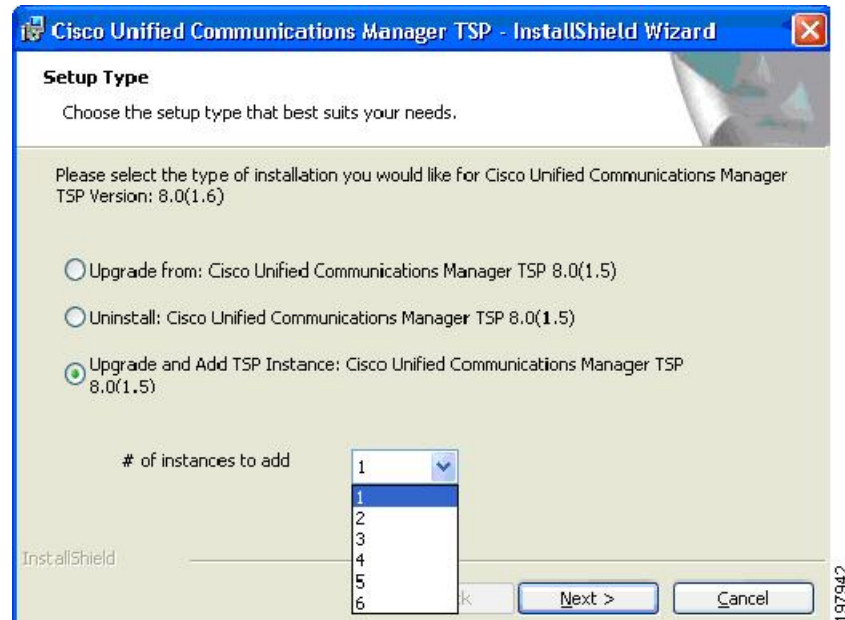 Cisco Unified Communications Manager TSP - InstallShield Wizard
Setup Type
Choose the setup type that best suits your needs.
Please select the type of installation you would like for Cisco Unified Communications Manager
TSP Version: 8.0(1.6)
Upgrade from: Cisco Unified Communications Manager TSP 8.0(1.5)
Uninstall: Cisco Unified Communications Manager TSP 8.0(1.5)
Upgrade and Add TSP Instance: Cisco Unified Communications Manager TSP
8.0(1.5)
# of instances to add
1
1
2
3
4
5
6
InstallShield
Next >
Cancel
197942